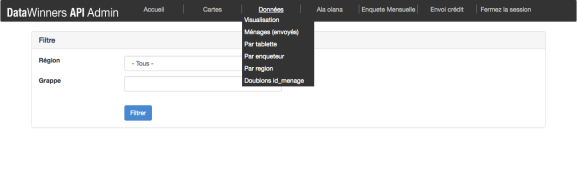 DataWinners API Admin Accueil Cartes Données Ala olana Enquete Mensuelle Envoi crédit Fermez la session
Visualisation
Ménages (envoyés)
Par tablette
Par enqueteur
Par region
Doublons id_menage
Filtre
Région - Tous -
Grappe
Filtrer